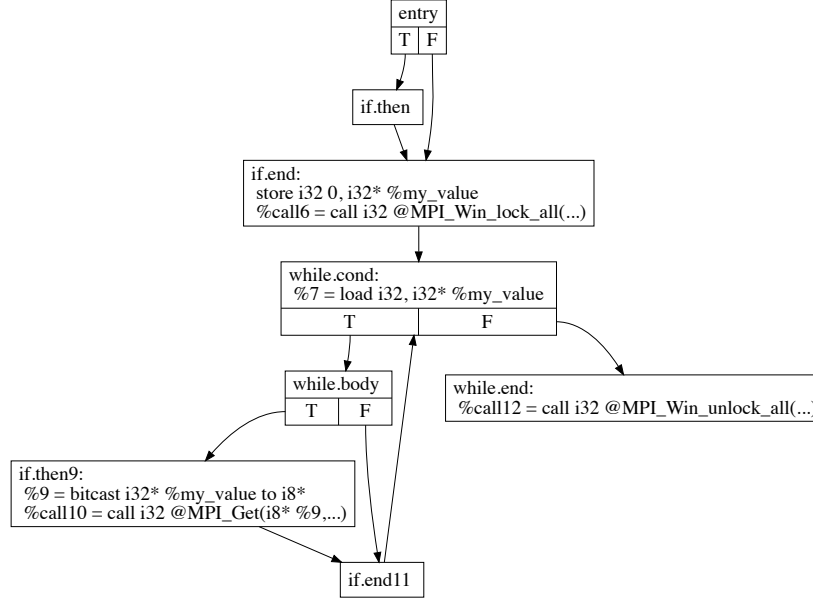 entry
T F
if.then
if.end:
store i32 0, i32* %my_value
%call6 = call i32 @MPI_Win_lock_all(...)
while.cond:
%7 = load i32, i32* %my_value
T F
while.body
T F
while.end:
%call12 = call i32 @MPI_Win_unlock_all(...)
if.then9:
%9 = bitcast i32* %my_value to i8*
%call10 = call i32 @MPI_Get(i8* %9,...)
if.end11